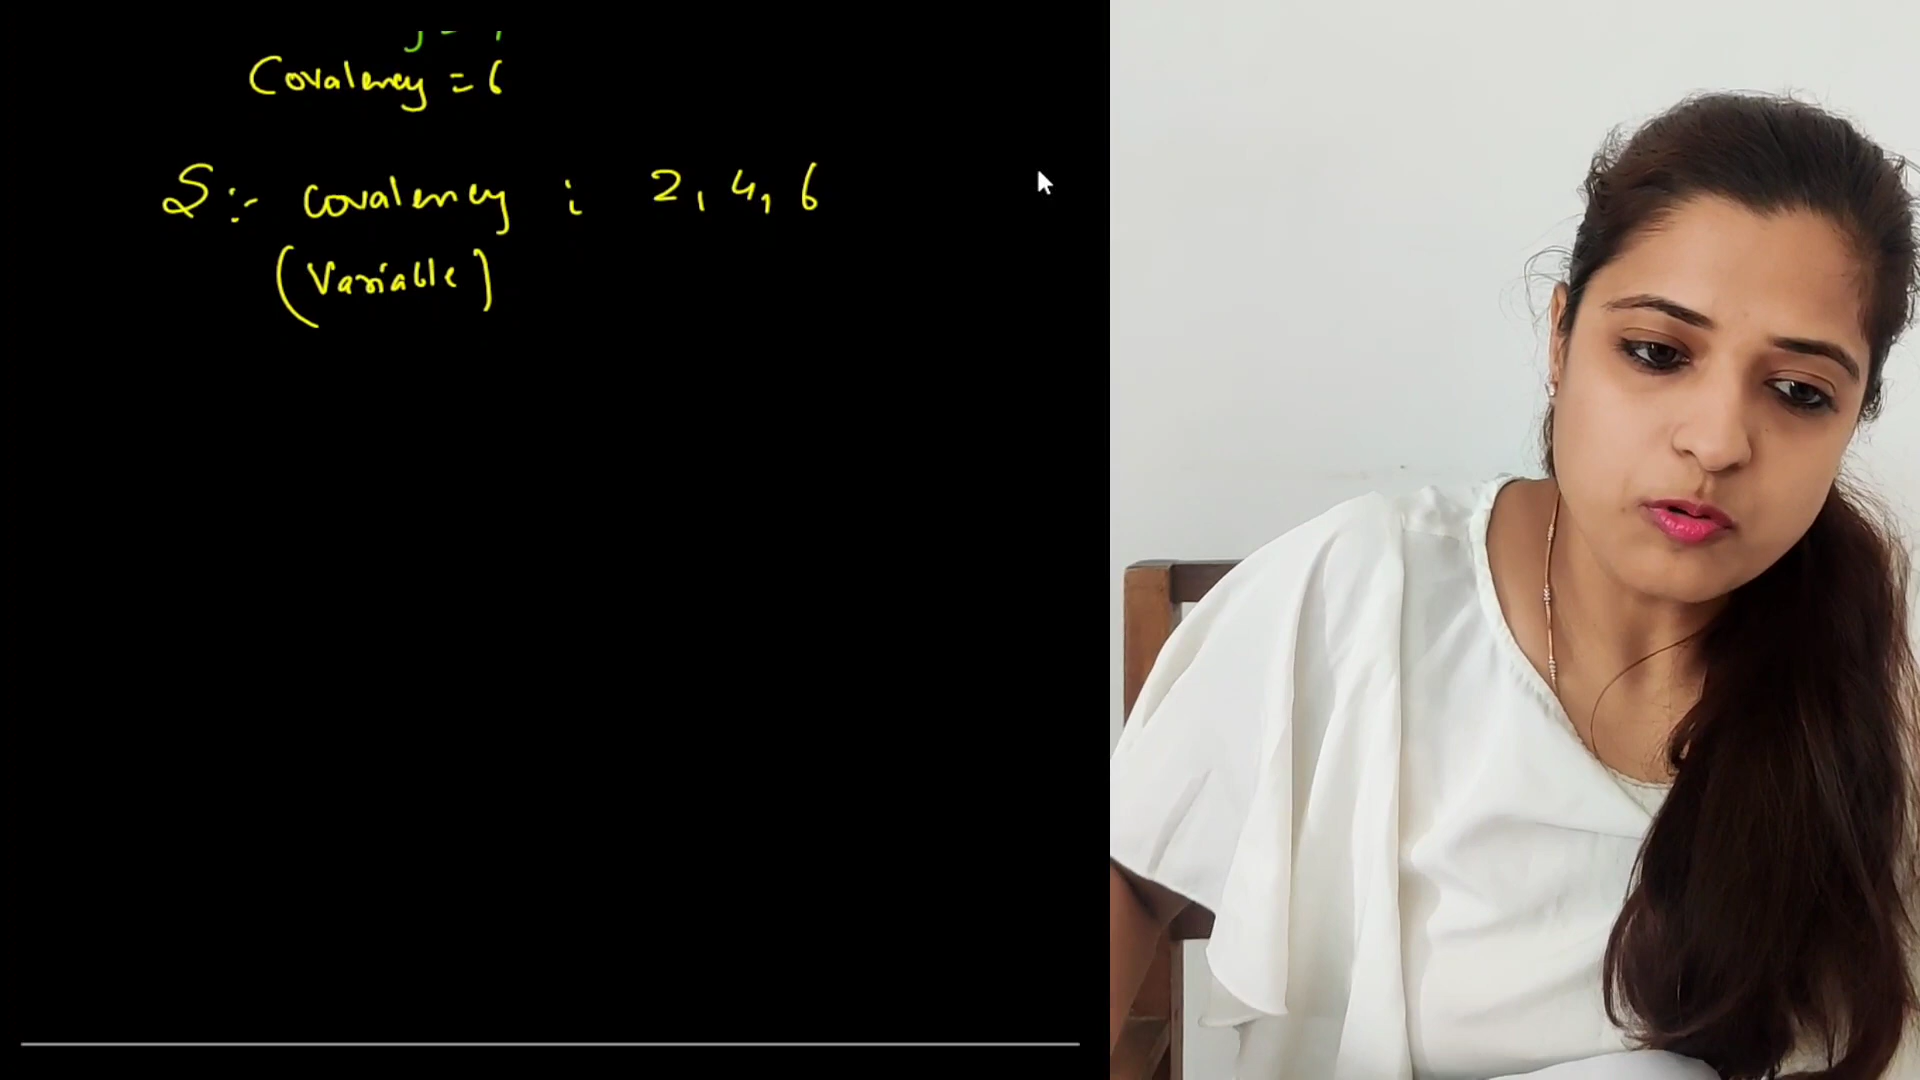 Covalency = 6
S:- covalency : 2, 4, 6
(Variable)